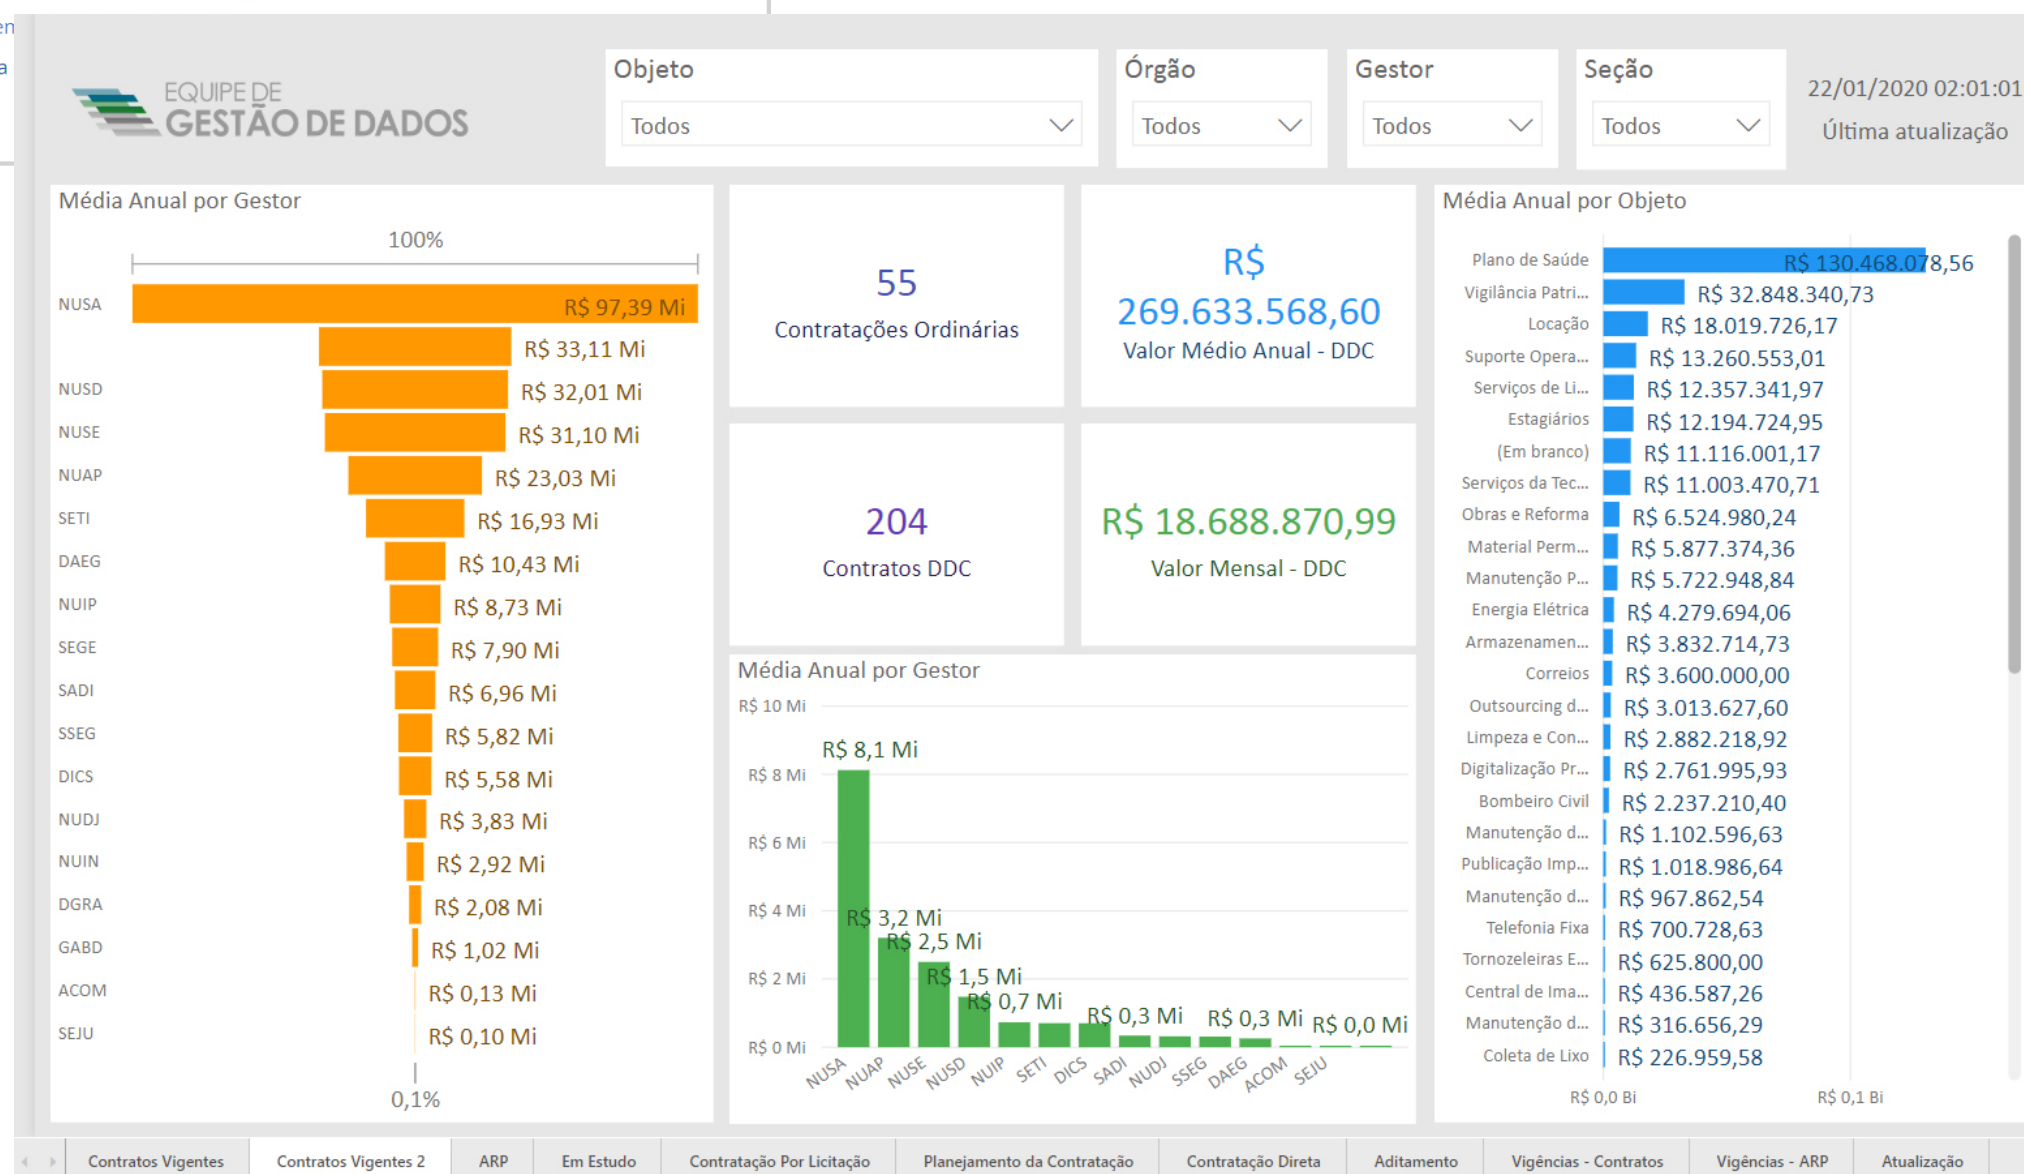 en
a
EQUIPE DE
GESTÃO DE DADOS
Objeto
Todos
Órgão
Todos
Gestor
Todos
Seção
Todos
22/01/2020 02:01:01
Última atualização
Média Anual por Gestor
100%
NUSA R$ 97,39 Mi
R$ 33,11 Mi
NUSD R$ 32,01 Mi
NUSE R$ 31,10 Mi
NUAP R$ 23,03 Mi
SETI R$ 16,93 Mi
DAEG R$ 10,43 Mi
NUIP R$ 8,73 Mi
SEGE R$ 7,90 Mi
SADI R$ 6,96 Mi
SSEG R$ 5,82 Mi
DICS R$ 5,58 Mi
NUDJ R$ 3,83 Mi
NUIN R$ 2,92 Mi
DGRA R$ 2,08 Mi
GABD R$ 1,02 Mi
ACOM R$ 0,13 Mi
SEJU R$ 0,10 Mi
0,1%
55
Contratações Ordinárias
R$
269.633.568,60
Valor Médio Anual - DDC
204
Contratos DDC
R$ 18.688.870,99
Valor Mensal - DDC
Média Anual por Gestor
R$ 10 Mi
R$ 8 Mi
R$ 6 Mi
R$ 4 Mi
R$ 2 Mi
R$ 0 Mi
R$ 8,1 Mi
R$ 3,2 Mi
R$ 2,5 Mi
R$ 1,5 Mi
R$ 0,7 Mi
R$ 0,3 Mi
R$ 0,3 Mi
R$ 0,0 Mi
NUSA NUAP NUSE NUSD NUIP SETI DICS SADI NUDJ SSEG DAEG ACOM SEJU
Média Anual por Objeto
Plano de Saúde R$ 130.468.078,56
Vigilância Patri... R$ 32.848.340,73
Locação R$ 18.019.726,17
Suporte Opera... R$ 13.260.553,01
Serviços de Li... R$ 12.357.341,97
Estagiários R$ 12.194.724,95
(Em branco) R$ 11.116.001,17
Serviços da Tec... R$ 11.003.470,71
Obras e Reforma R$ 6.524.980,24
Material Perm... R$ 5.877.374,36
Manutenção P... R$ 5.722.948,84
Energia Elétrica R$ 4.279.694,06
Armazenamen... R$ 3.832.714,73
Correios R$ 3.600.000,00
Outsourcing d... R$ 3.013.627,60
Limpeza e Con... R$ 2.882.218,92
Digitalização Pr... R$ 2.761.995,93
Bombeiro Civil R$ 2.237.210,40
Manutenção d... R$ 1.102.596,63
Publicação Imp... R$ 1.018.986,64
Manutenção d... R$ 967.862,54
Telefonia Fixa R$ 700.728,63
Tornozeleiras E... R$ 625.800,00
Central de Ima... R$ 436.587,26
Manutenção d... R$ 316.656,29
Coleta de Lixo R$ 226.959,58
R$ 0,0 Bi R$ 0,1 Bi
Contratos Vigentes Contratos Vigentes 2 ARP Em Estudo Contratação Por Licitação Planejamento da Contratação Contratação Direta Aditamento Vigências - Contratos Vigências - ARP Atualização